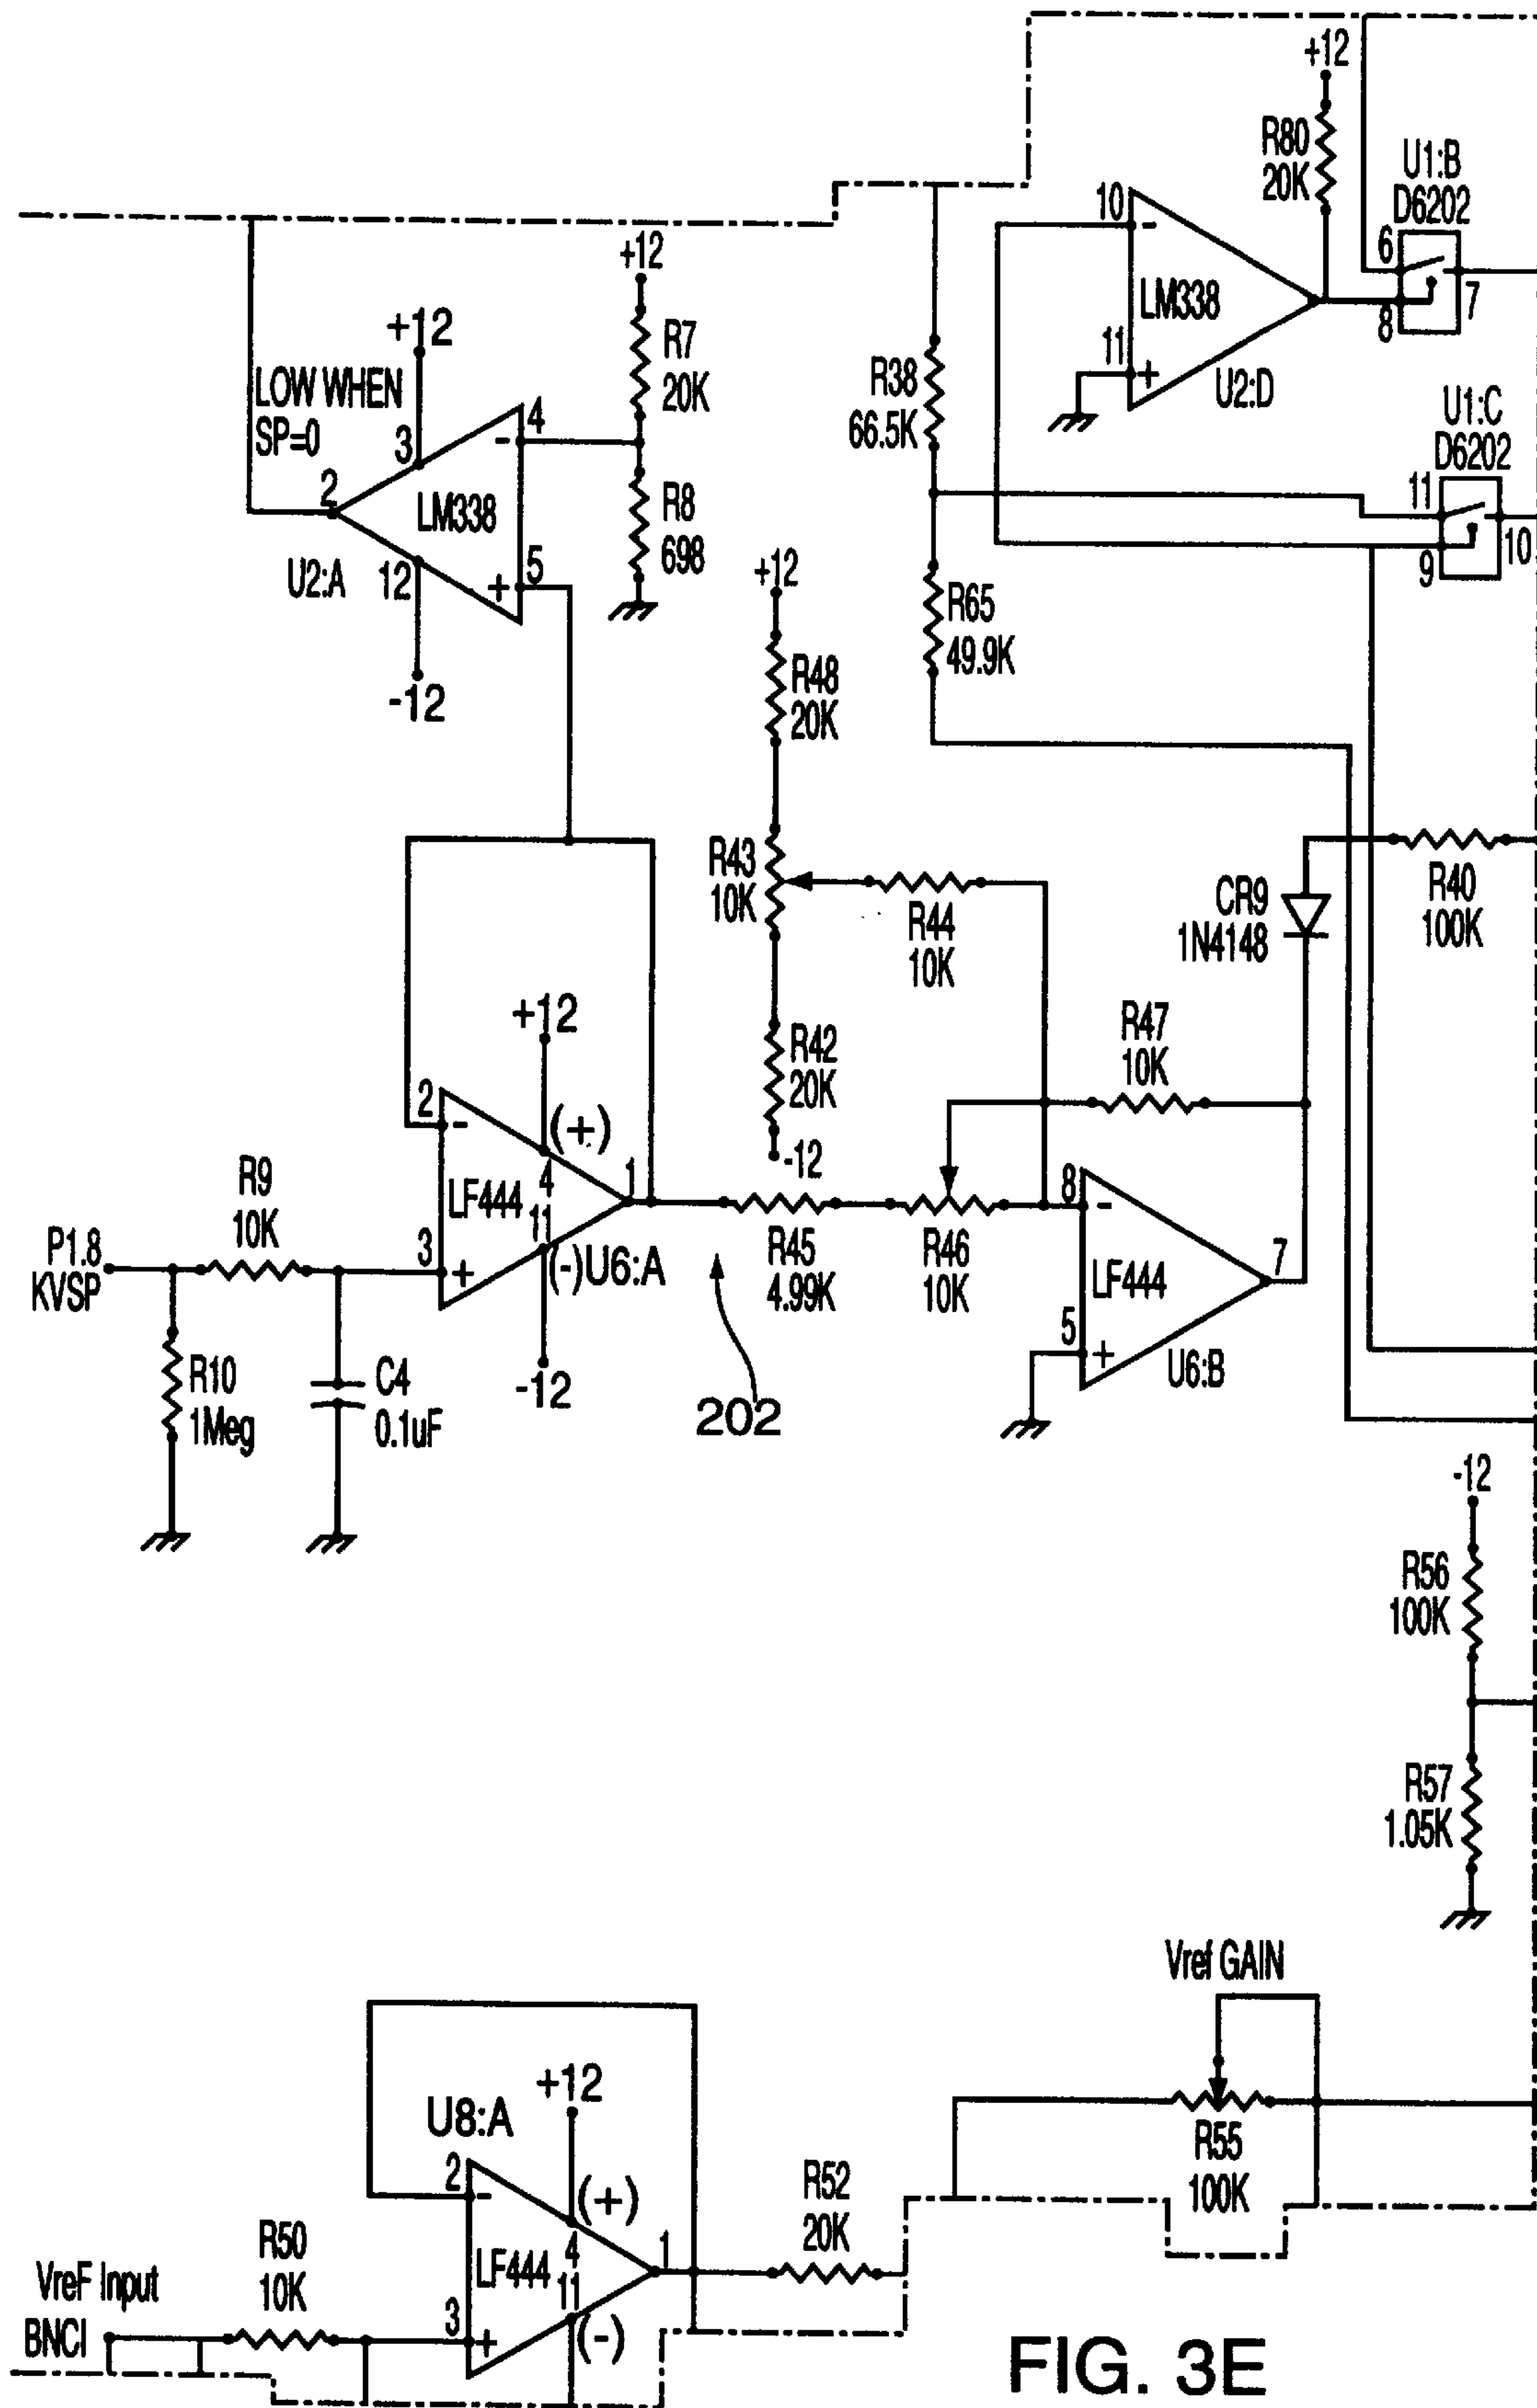 +12
R80
20K
U1:B
D6202
6
8
7
10
-
LM338
11
+
U2:D
+12
R7
20K
+12
LOW WHEN
SP=0
3
4
-
2
LM338
R8
698
5
+
U2:A
12
-12
R38
66.5K
U1:C
D6202
11
10
9
+12
R48
20K
R65
49.9K
R43
10K
R44
10K
CR9
1N4148
R40
100K
R42
20K
-12
R47
10K
+12
2
-
(+)
4
LF444
1
11
3
+
(-)
U6:A
-12
R9
10K
P1.8
KVSP
R10
1Meg
C4
0.1uF
R45
4.99K
R46
10K
202
8
-
LF444
7
5
+
U6:B
-12
R56
100K
R57
1.05K
Vref GAIN
R55
100K
U8:A
+12
2
-
(+)
4
LF444
1
11
3
+
(-)
R52
20K
R50
10K
VreF Input
BNCI
FIG. 3E